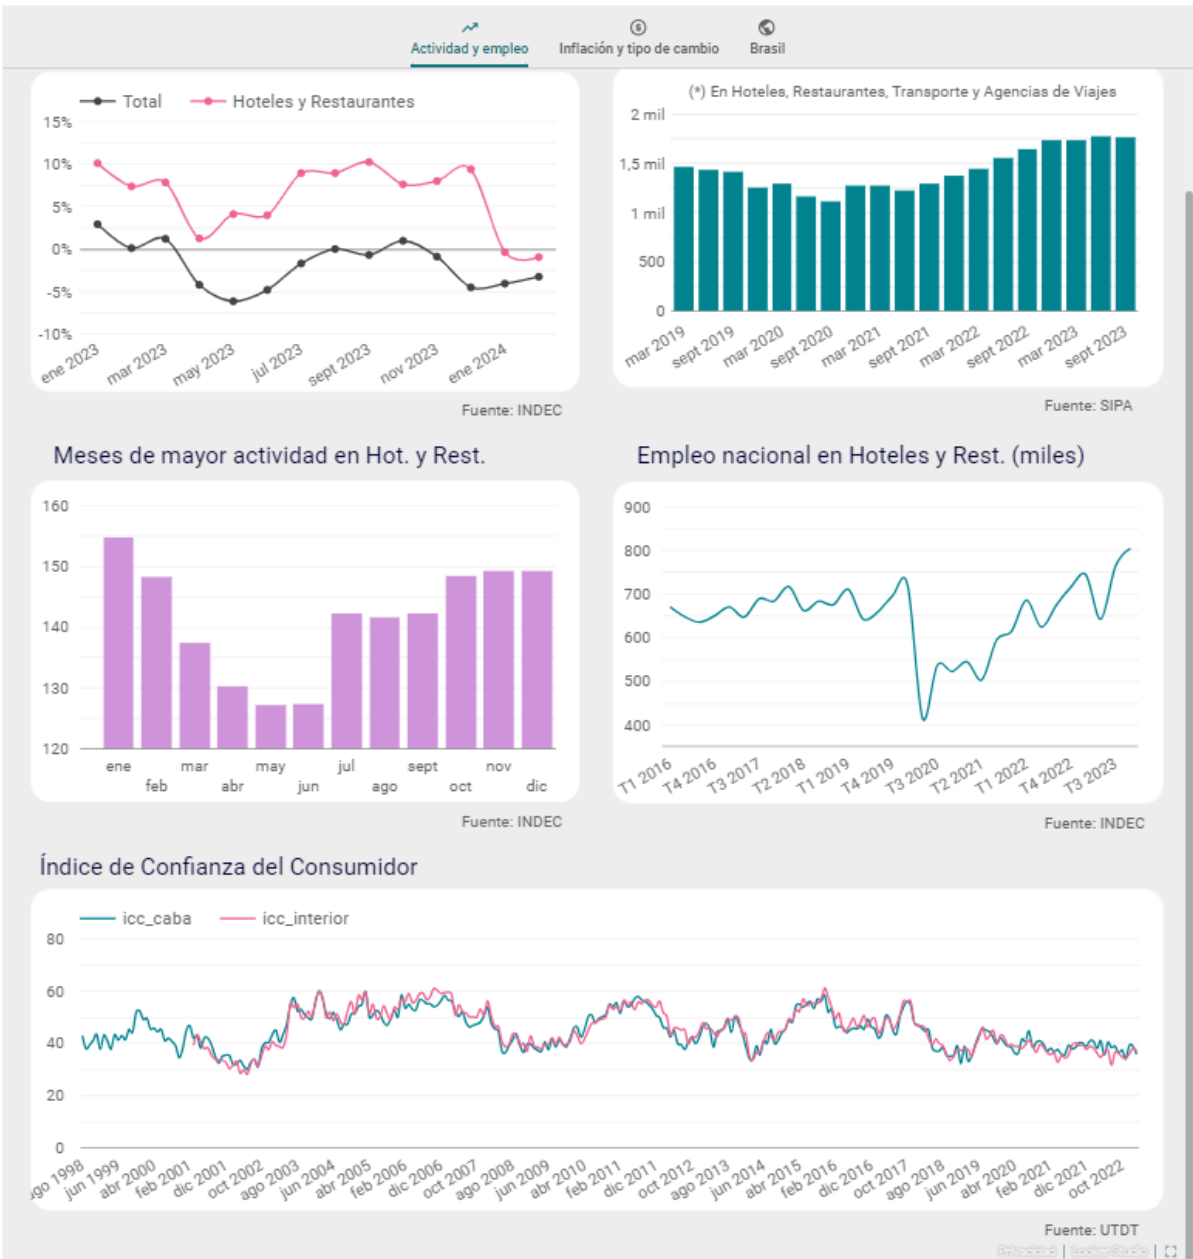 Actividad y empleo
Inflación y tipo de cambio
Brasil
Total
Hoteles y Restaurantes
15%
10%
5%
0%
-5%
-10%
ene 2023
mar 2023
may 2023
jul 2023
sept 2023
nov 2023
ene 2024
Fuente: INDEC
(*) En Hoteles, Restaurantes, Transporte y Agencias de Viajes
2 mil
1,5 mil
1 mil
500
0
mar 2019
sept 2019
mar 2020
sept 2020
mar 2021
sept 2021
mar 2022
sept 2022
mar 2023
sept 2023
Fuente: SIPA
Meses de mayor actividad en Hot. y Rest.
160
150
140
130
120
ene
feb
mar
abr
may
jun
jul
ago
sept
oct
nov
dic
Fuente: INDEC
Empleo nacional en Hoteles y Rest. (miles)
900
800
700
600
500
400
T1 2016
T4 2016
T3 2017
T2 2018
T1 2019
T4 2019
T3 2020
T2 2021
T1 2022
T4 2022
T3 2023
Fuente: INDEC
Índice de Confianza del Consumidor
icc_caba
icc_interior
80
60
40
20
0
go 1998
jun 1999
abr 2000
feb 2001
dic 2001
oct 2002
ago 2003
jun 2004
abr 2005
feb 2006
dic 2006
oct 2007
ago 2008
jun 2009
abr 2010
feb 2011
dic 2011
oct 2012
ago 2013
jun 2014
abr 2015
feb 2016
dic 2016
oct 2017
ago 2018
jun 2019
abr 2020
feb 2021
dic 2021
oct 2022
Fuente: UTDT
Privacidad | Looker Studio |